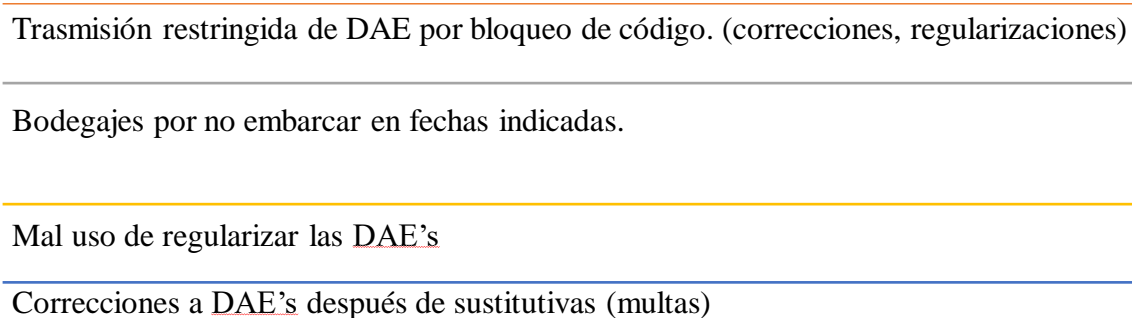 Trasmisión restringida de DAE por bloqueo de código. (correcciones, regularizaciones)
Bodegajes por no embarcar en fechas indicadas.
Mal uso de regularizar las DAE’s
Correcciones a DAE’s después de sustitutivas (multas)